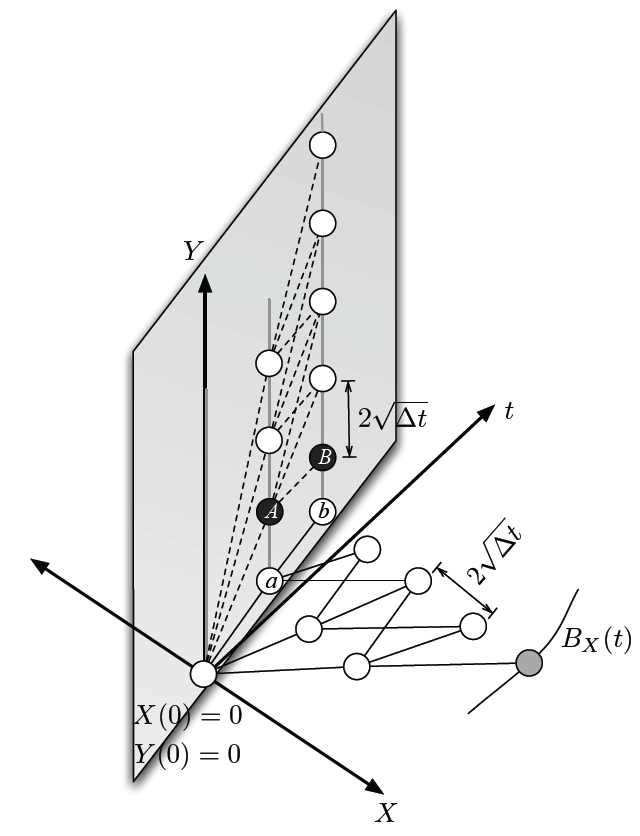 Y
2√Δt
t
B
A
b
a
2√Δt
B_X(t)
X(0) = 0
Y(0) = 0
X